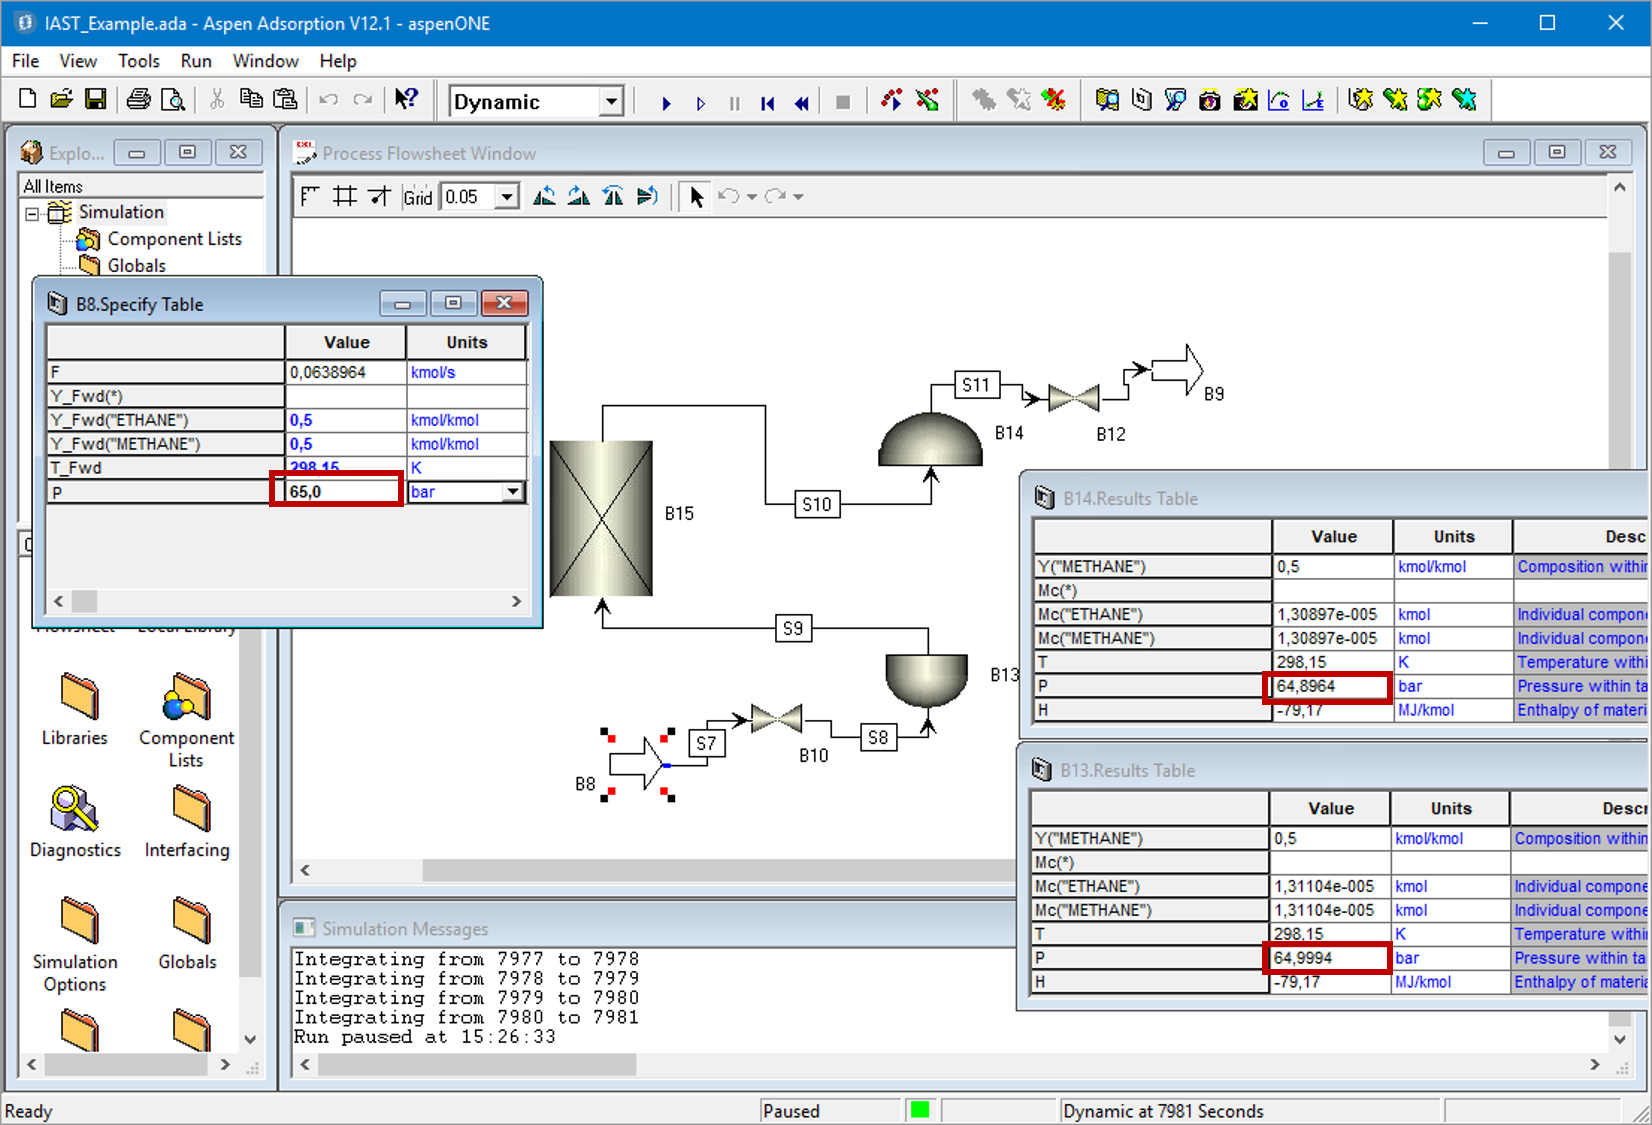 IAST_Example.ada - Aspen Adsorption V12.1 - aspenONE
File View Tools Run Window Help
Dynamic
Explo...
All Items
Simulation
Component Lists
Globals
Process Flowsheet Window
Grid 0.05
B8.Specify Table
Value Units
F 0,0638964 kmol/s
Y_Fwd(*)
Y_Fwd("ETHANE") 0,5 kmol/kmol
Y_Fwd("METHANE") 0,5 kmol/kmol
T_Fwd 298,15 K
P 65,0 bar
Flowsheet Local Library
Libraries
Component Lists
Diagnostics
Interfacing
Simulation Options
Globals
S11
B9
B14
B12
S10
B15
S9
B13
S7
S8
B10
B8
B14.Results Table
Value Units Desc
Y("METHANE") 0,5 kmol/kmol Composition within
Mc(*)
Mc("ETHANE") 1,30897e-005 kmol Individual compone
Mc("METHANE") 1,30897e-005 kmol Individual compone
T 298,15 K Temperature withi
P 64,8964 bar Pressure within ta
H -79,17 MJ/kmol Enthalpy of materi
B13.Results Table
Value Units Desc
Y("METHANE") 0,5 kmol/kmol Composition within
Mc(*)
Mc("ETHANE") 1,31104e-005 kmol Individual compone
Mc("METHANE") 1,31104e-005 kmol Individual compone
T 298,15 K Temperature withi
P 64,9994 bar Pressure within ta
H -79,17 MJ/kmol Enthalpy of materi
Simulation Messages
Integrating from 7977 to 7978
Integrating from 7978 to 7979
Integrating from 7979 to 7980
Integrating from 7980 to 7981
Run paused at 15:26:33
Ready
Paused
Dynamic at 7981 Seconds